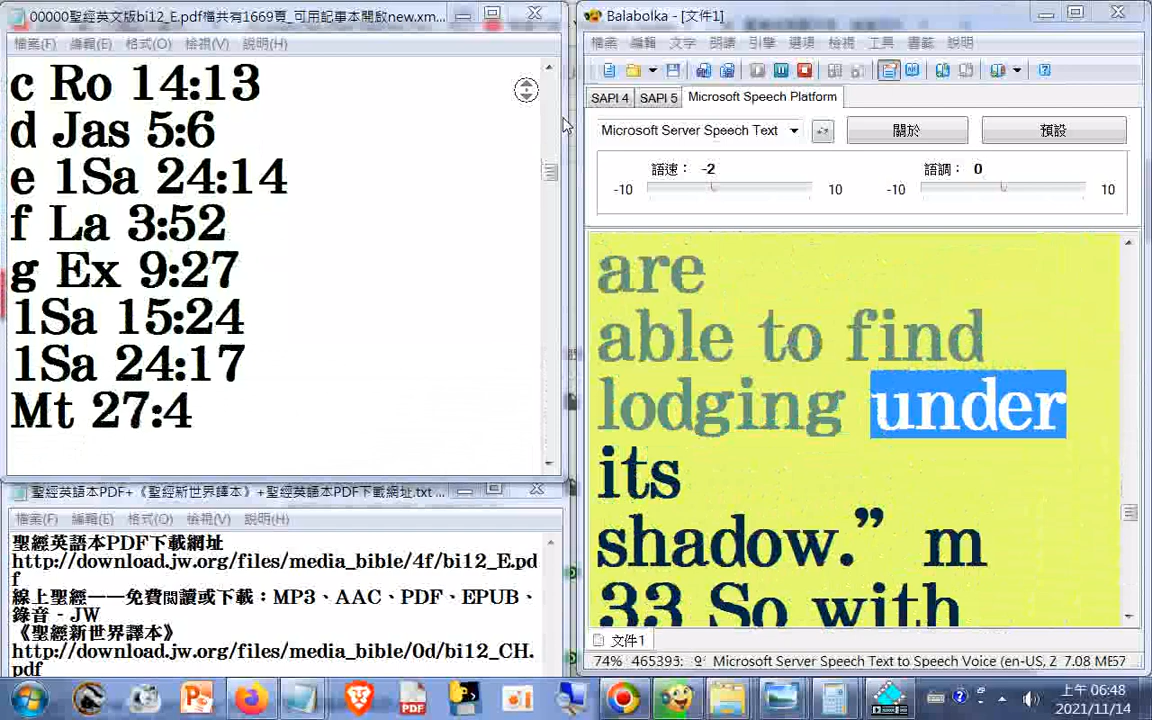 00000聖經英文版bi12_E.pdf檔共有1669頁_可用記事本開啟new.xm...
檔案(F) 編輯(E) 格式(O) 檢視(V) 說明(H)
c Ro 14:13
d Jas 5:6
e 1Sa 24:14
f La 3:52
g Ex 9:27
1Sa 15:24
1Sa 24:17
Mt 27:4
聖經英語本PDF+《聖經新世界譯本》+聖經英語本PDF下載網址.txt ...
檔案(F) 編輯(E) 格式(O) 檢視(V) 說明(H)
聖經英語本PDF下載網址
http://download.jw.org/files/media_bible/4f/bi12_E.pd
f
線上聖經——免費閱讀或下載：MP3、AAC、PDF、EPUB、
錄音 - JW
《聖經新世界譯本》
http://download.jw.org/files/media_bible/0d/bi12_CH.
pdf
Balabolka - [文件1]
檔案 編輯 文字 朗讀 引擎 選項 檢視 工具 書籤 說明
SAPI 4 SAPI 5 Microsoft Speech Platform
Microsoft Server Speech Text 關於 預設
語速： -2 語調： 0
-10 10 -10 10
are
able to find
lodging under
its
shadow.” m
33 So with
文件1
74% 465393: Microsoft Server Speech Text to Speech Voice (en-US, Z 7.08 ME57
PDF
上午 06:48
2021/11/14